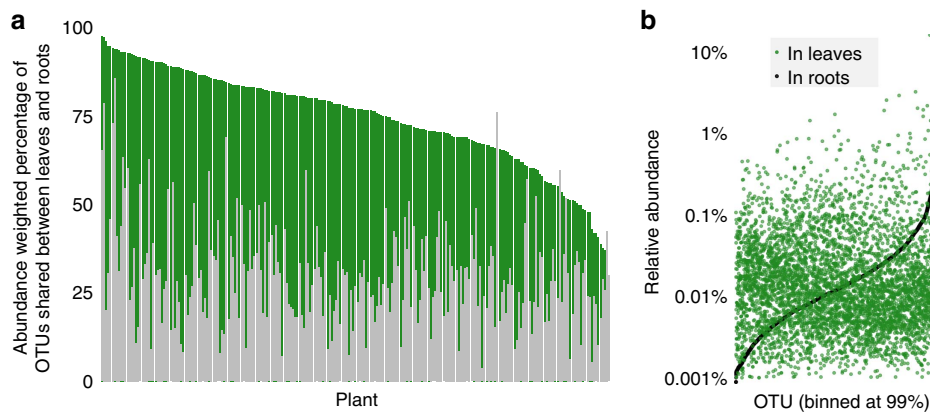 a
Abundance weighted percentage of
OTUs shared between leaves and roots
100
75
50
25
0
Plant
b
Relative abundance
10%
1%
0.1%
0.01%
0.001%
In leaves
In roots
OTU (binned at 99%)